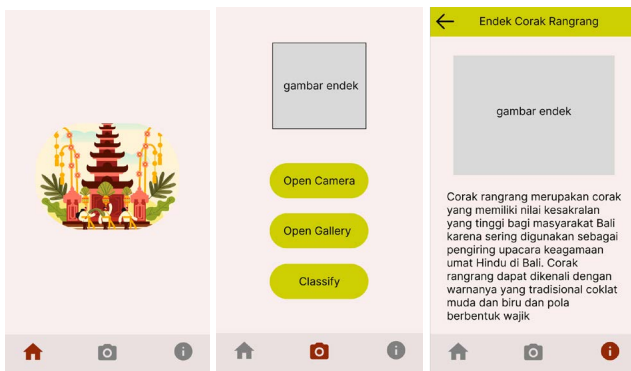 gambar endek
Open Camera
Open Gallery
Classify
Endek Corak Rangrang
gambar endek
Corak rangrang merupakan corak
yang memiliki nilai kesakralan
yang tinggi bagi masyarakat Bali
karena sering digunakan sebagai
pengiring upacara keagamaan
umat Hindu di Bali. Corak
rangrang dapat dikenali dengan
warnanya yang tradisional coklat
muda dan biru dan pola
berbentuk wajik